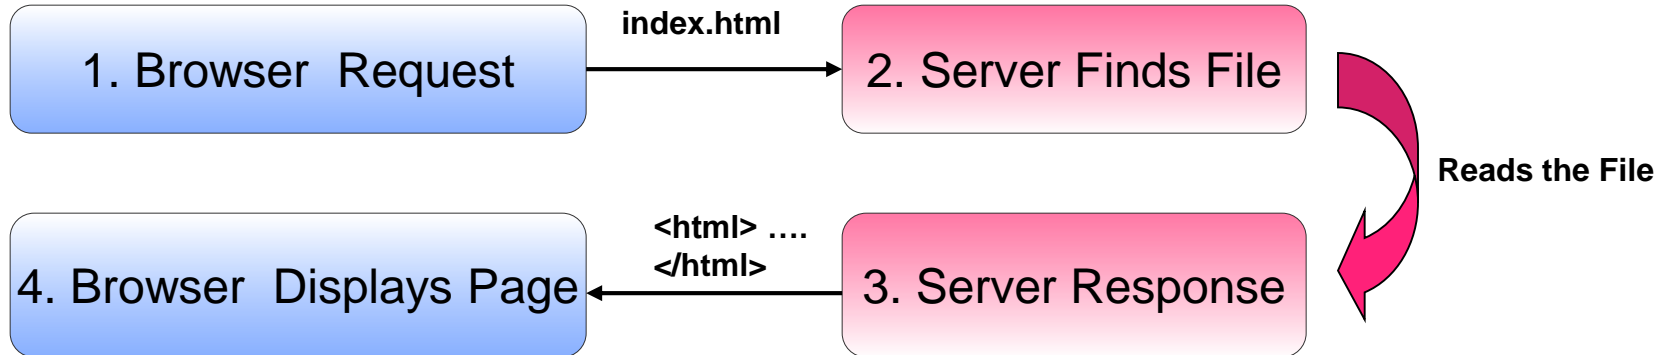 1. Browser  Request
index.html
2. Server Finds File
Reads the File
3. Server Response
<html> ....
</html>
4. Browser  Displays Page